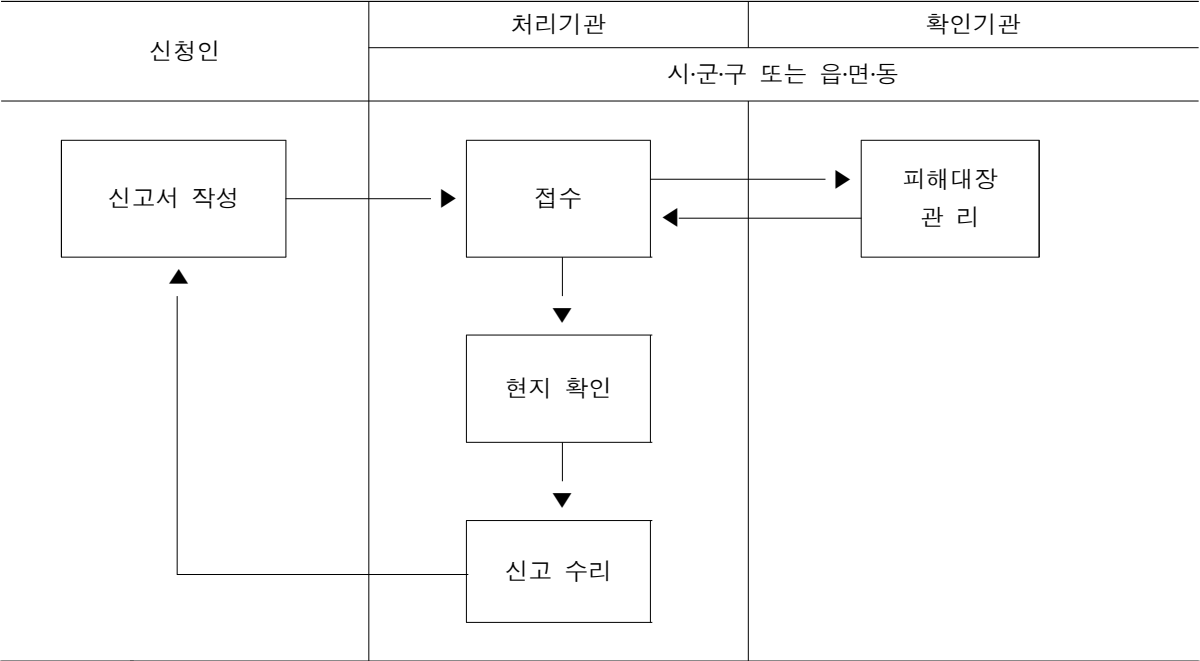 신청인
처리기관
확인기관
시·군·구 또는 읍·면·동
신고서 작성
접수
피해대장
관 리
현지 확인
신고 수리